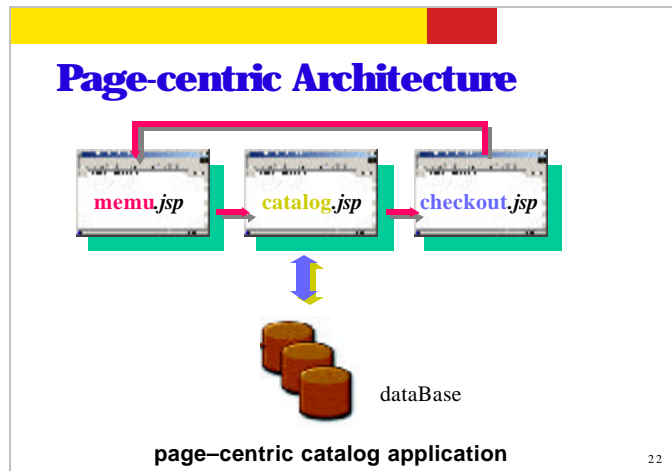 Page-centric Architecture
memu.jsp
catalog.jsp
checkout.jsp
dataBase
page–centric catalog application
22